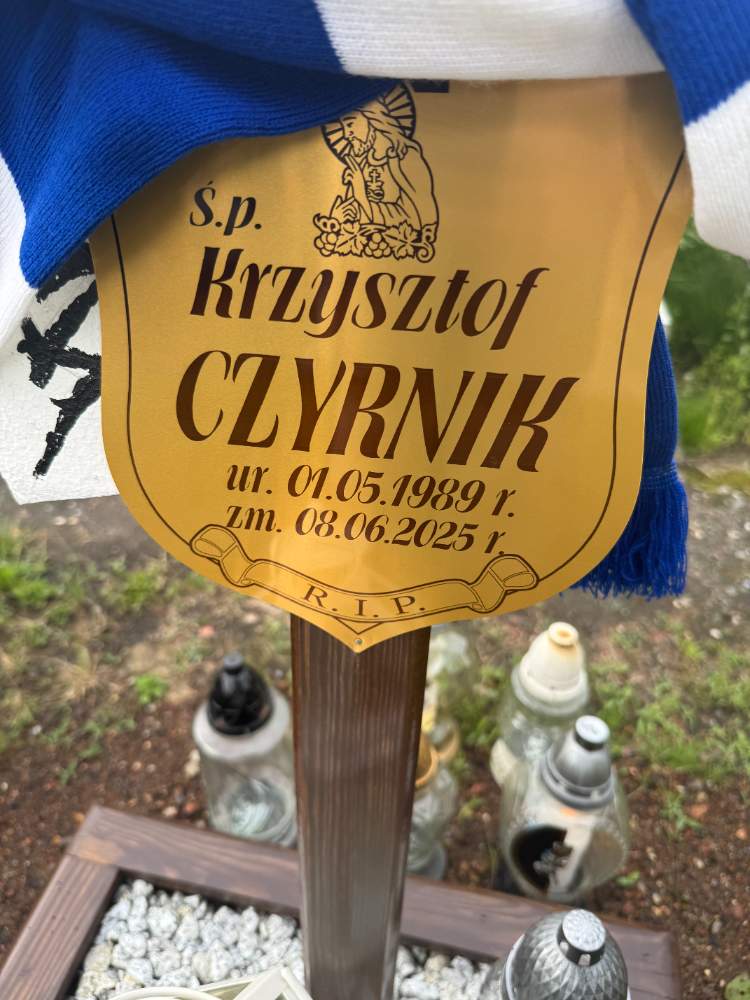 Ś.p.
Krzysztof
CZYRNIK
ur. 01.05.1989 r.
zm. 08.06.2025 r.
R. I. P.